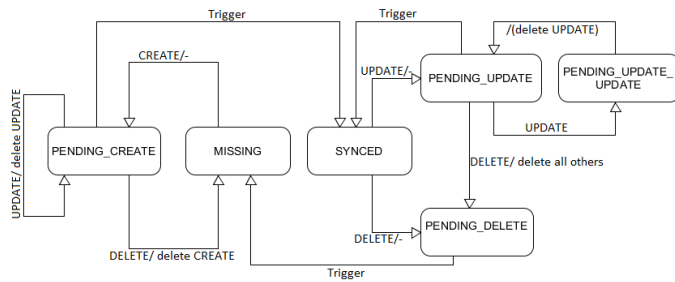 Trigger
Trigger
/(delete UPDATE)
CREATE/-
UPDATE/-
PENDING_UPDATE
PENDING_UPDATE_
UPDATE
UPDATE/ delete UPDATE
PENDING_CREATE
MISSING
SYNCED
UPDATE
DELETE/ delete all others
PENDING_DELETE
DELETE/-
DELETE/ delete CREATE
Trigger